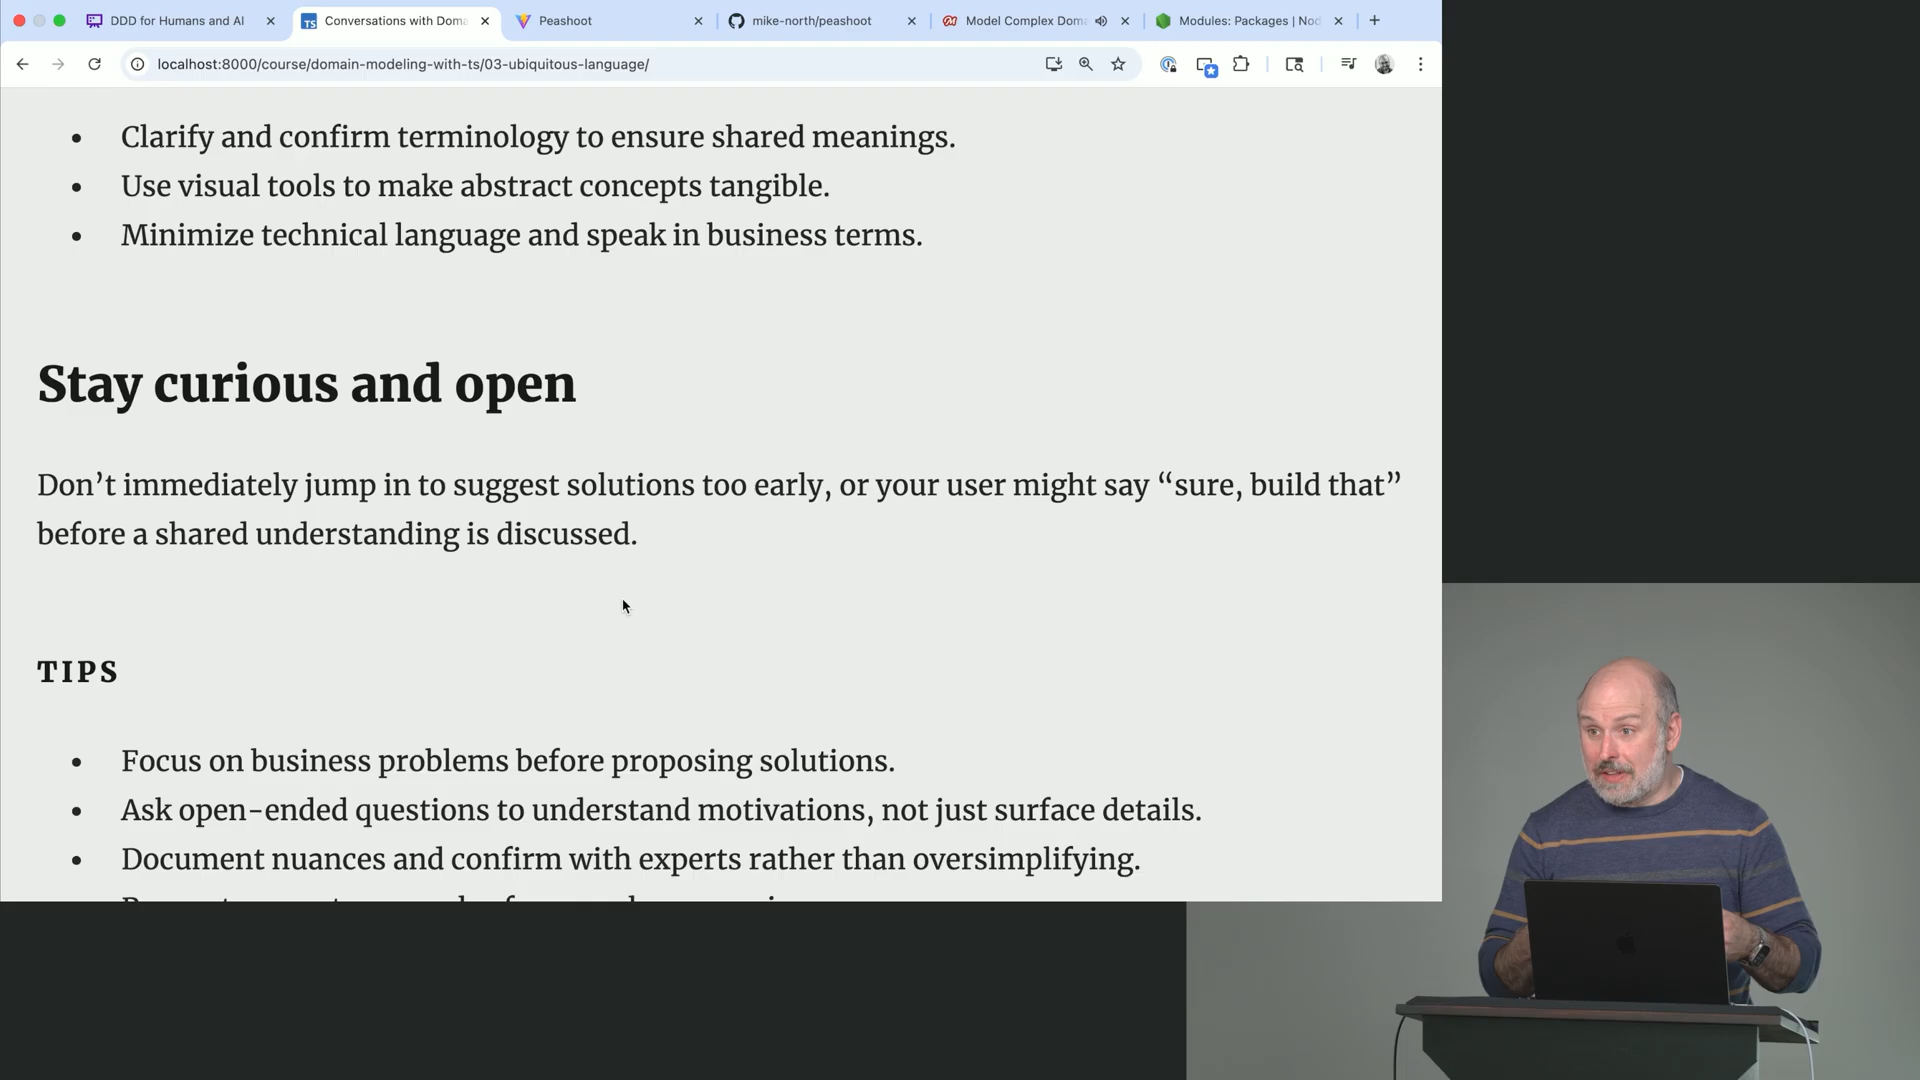 DDD for Humans and AI
Conversations with Doma
Peashoot
mike-north/peashoot
Model Complex Doma
Modules: Packages | Nod
localhost:8000/course/domain-modeling-with-ts/03-ubiquitous-language/
Clarify and confirm terminology to ensure shared meanings.
Use visual tools to make abstract concepts tangible.
Minimize technical language and speak in business terms.
Stay curious and open
Don’t immediately jump in to suggest solutions too early, or your user might say “sure, build that”
before a shared understanding is discussed.
TIPS
Focus on business problems before proposing solutions.
Ask open-ended questions to understand motivations, not just surface details.
Document nuances and confirm with experts rather than oversimplifying.